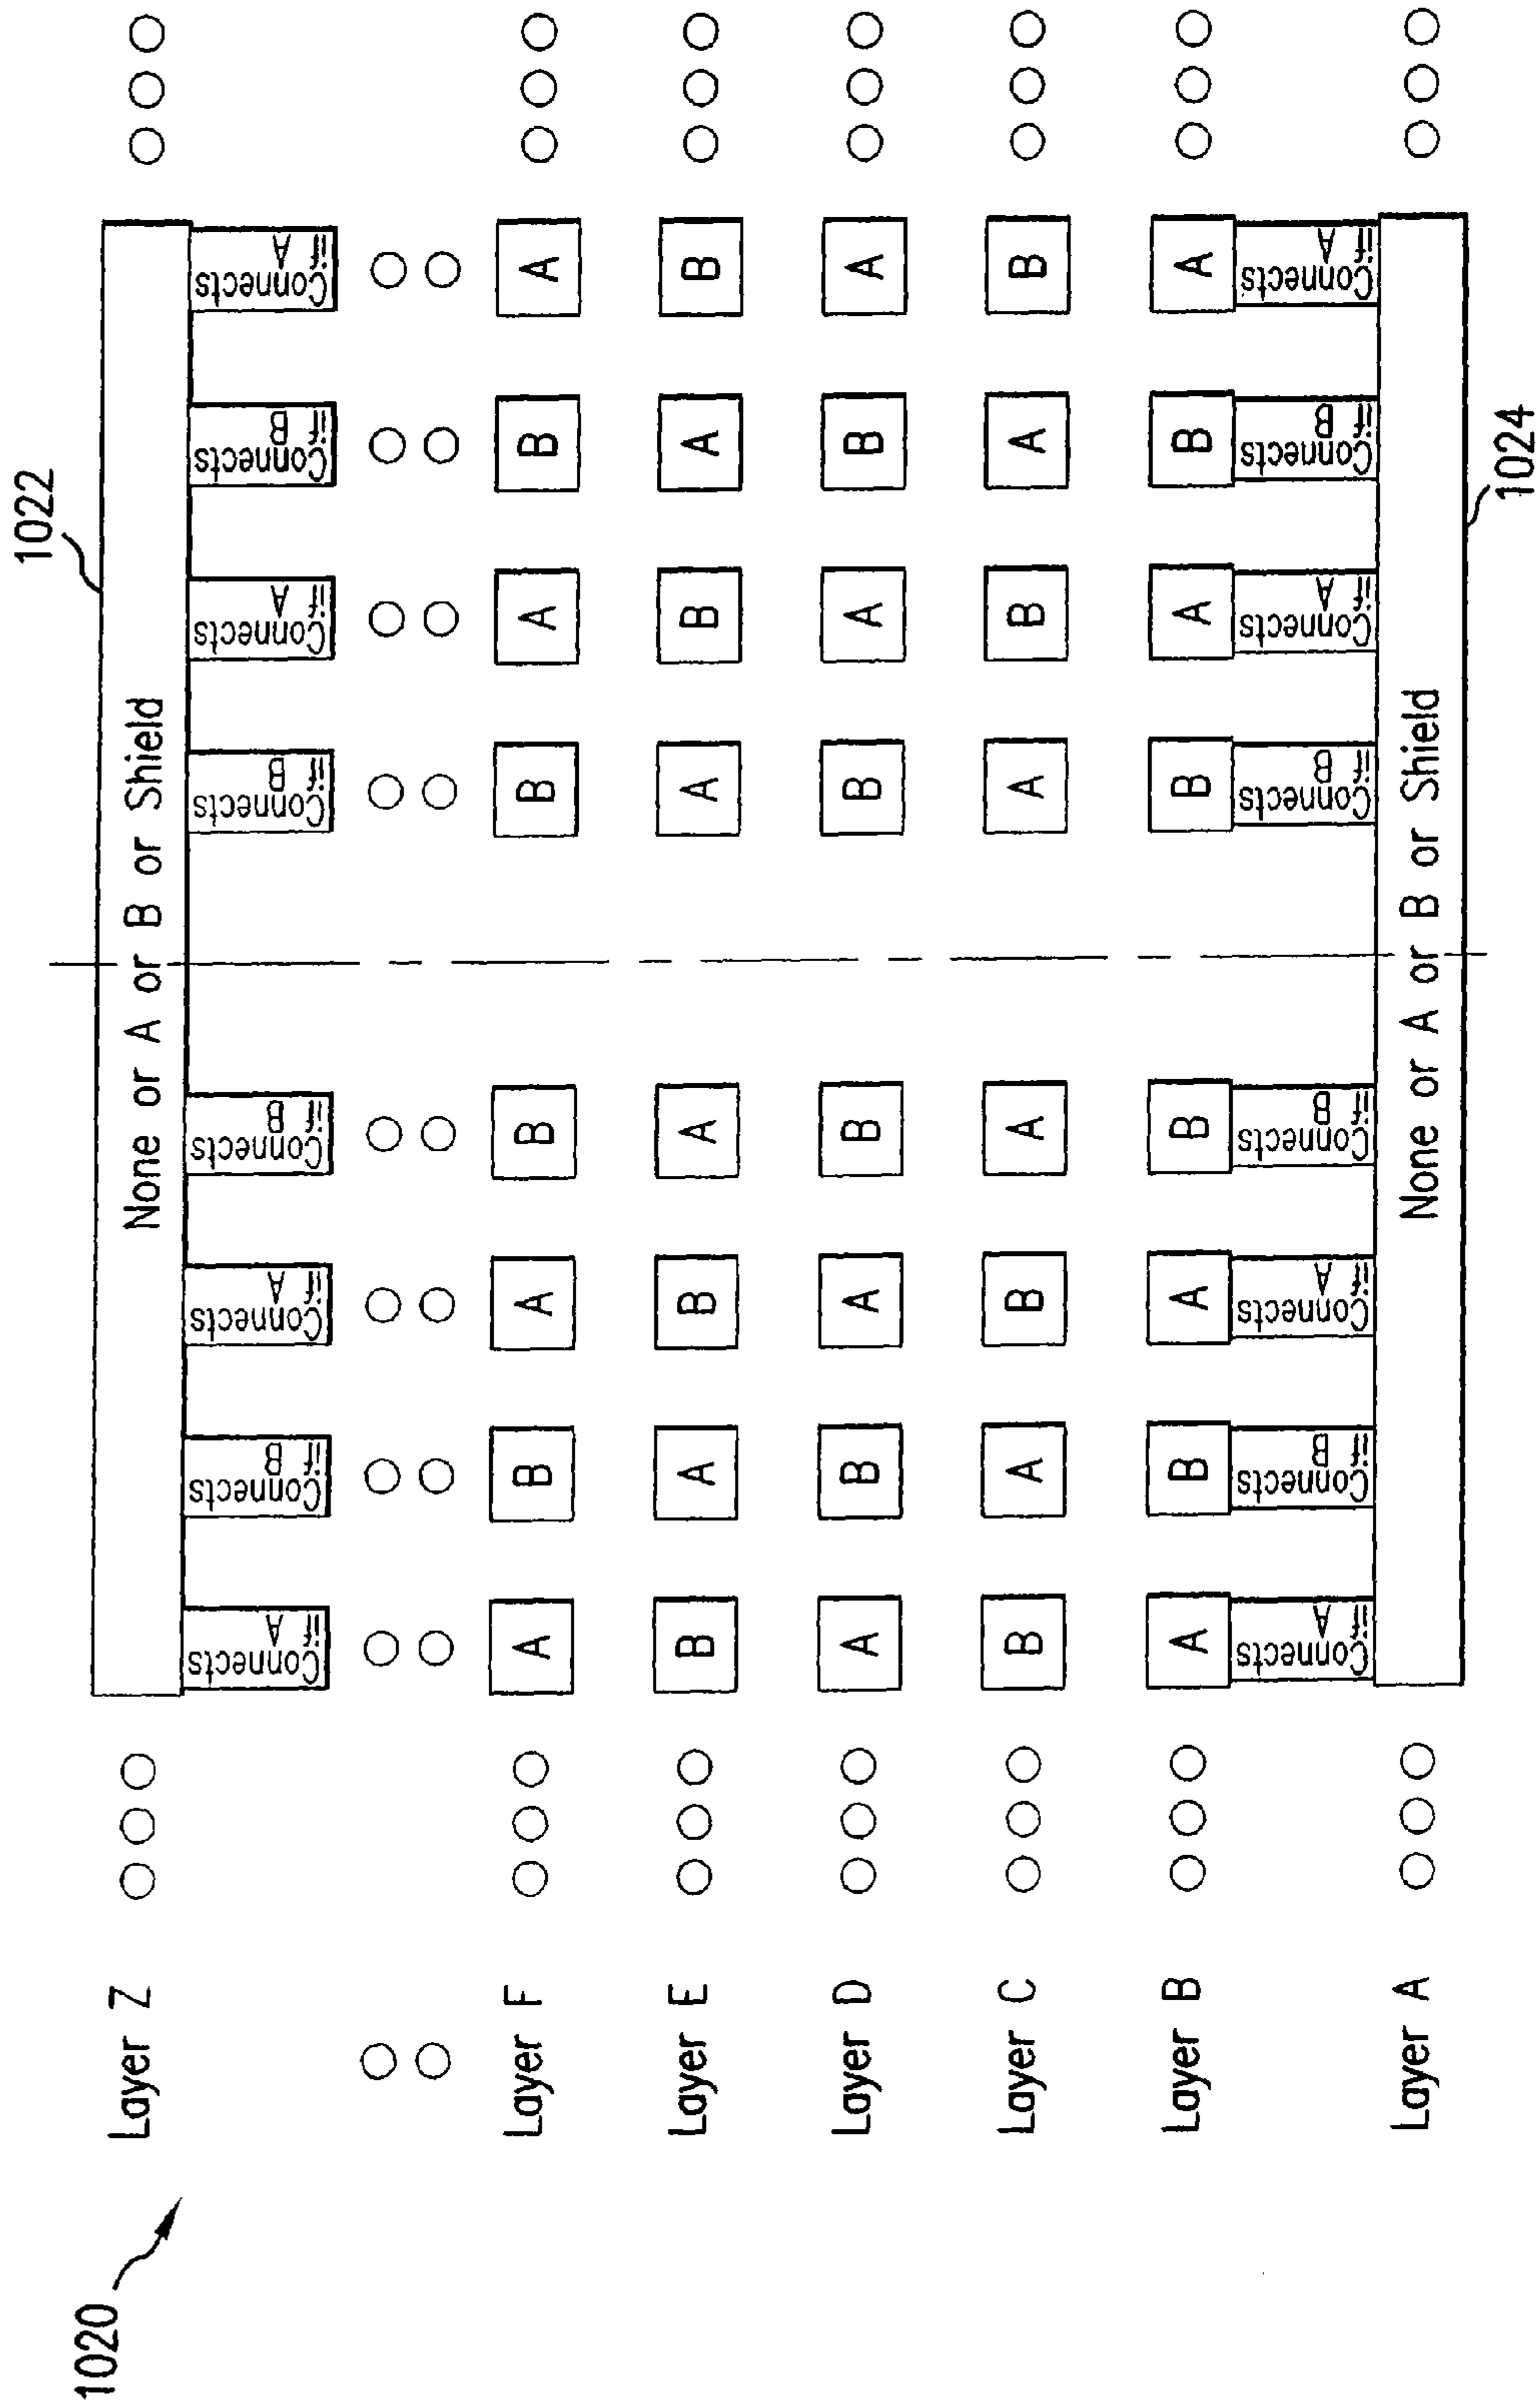 1022
1020
Layer Z None or A or B or Shield
Connects if A
Connects if B
Connects if A
Connects if B
Connects if B
Connects if A
Connects if B
Connects if A
Layer F A B A B B A B A
Layer E B A B A A B A B
Layer D A B A B B A B A
Layer C B A B A A B A B
Layer B A B A B B A B A
Connects if A
Connects if B
Connects if A
Connects if B
Connects if B
Connects if A
Connects if B
Connects if A
Layer A None or A or B or Shield
1024